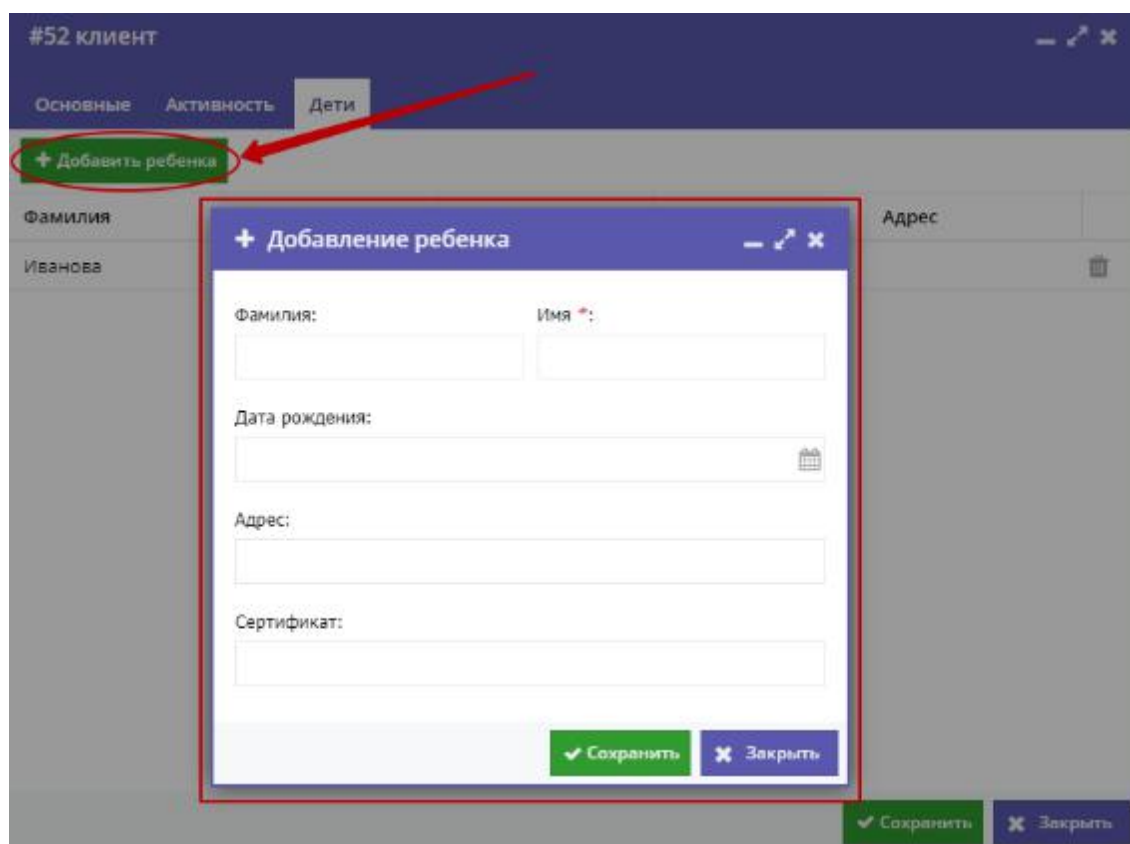 #52 клиент
Основные Активность Дети
+ Добавить ребенка
Фамилия Адрес
Иванова
+ Добавление ребенка
Фамилия: Имя *:
Дата рождения:
Адрес:
Сертификат:
Сохранить Закрыть
Сохранить Закрыть